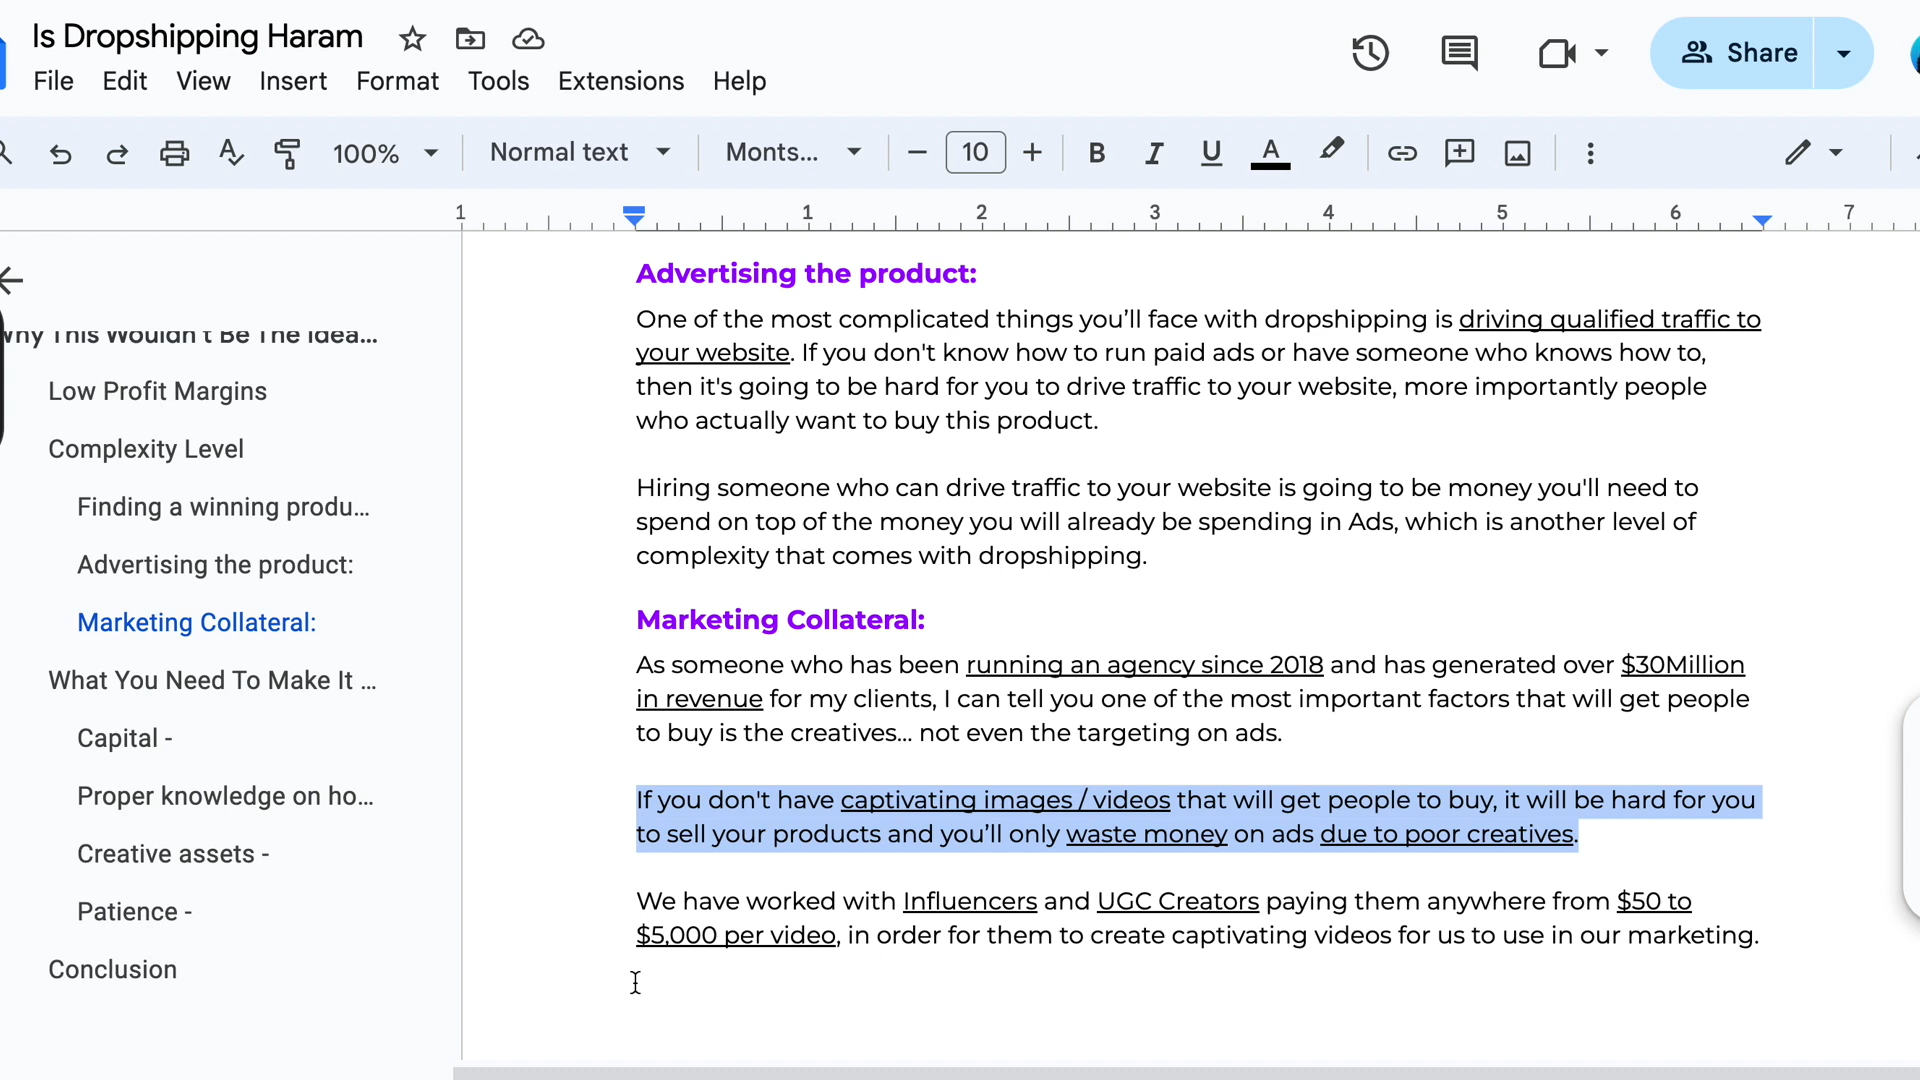 Is Dropshipping Haram
File Edit View Insert Format Tools Extensions Help
Share
100% Normal text Monts... 10 B I U A
1 1 2 3 4 5 6 7
Why This Wouldn't Be The Idea...
Low Profit Margins
Complexity Level
Finding a winning produ...
Advertising the product:
Marketing Collateral:
What You Need To Make It ...
Capital -
Proper knowledge on ho...
Creative assets -
Patience -
Conclusion
Advertising the product:
One of the most complicated things you’ll face with dropshipping is driving qualified traffic to
your website. If you don't know how to run paid ads or have someone who knows how to,
then it's going to be hard for you to drive traffic to your website, more importantly people
who actually want to buy this product.
Hiring someone who can drive traffic to your website is going to be money you'll need to
spend on top of the money you will already be spending in Ads, which is another level of
complexity that comes with dropshipping.
Marketing Collateral:
As someone who has been running an agency since 2018 and has generated over $30Million
in revenue for my clients, I can tell you one of the most important factors that will get people
to buy is the creatives... not even the targeting on ads.
If you don't have captivating images / videos that will get people to buy, it will be hard for you
to sell your products and you’ll only waste money on ads due to poor creatives.
We have worked with Influencers and UGC Creators paying them anywhere from $50 to
$5,000 per video, in order for them to create captivating videos for us to use in our marketing.